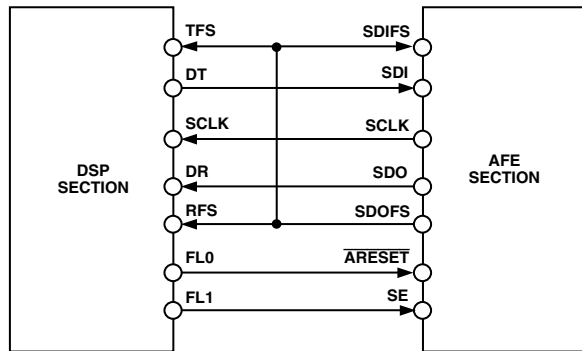 TFS SDIFS
DT SDI
SCLK SCLK
DSP
SECTION
AFE
SECTION
DR SDO
RFS SDOFS
FL0 ARESET
FL1 SE